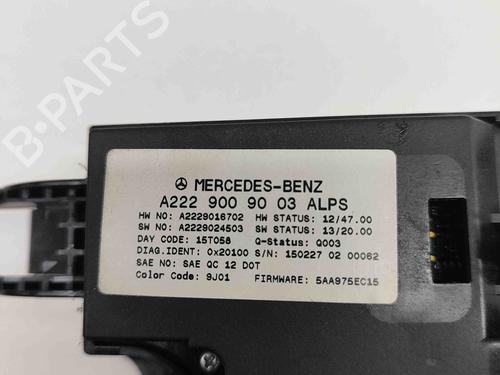 B-PARTS
MERCEDES-BENZ
A222 900 90 03 ALPS
HW NO: A2229016702 HW STATUS: 12/47.00
SW NO: A2229024503 SW STATUS: 13/20.00
DAY CODE: 15T058 Q-Status: Q003
DIAG.IDENT: 0x20100 S/N: 150227 02 00062
SAE NO: SAE QC 12 DOT
Color Code: 9J01 FIRMWARE: 5AA975EC15